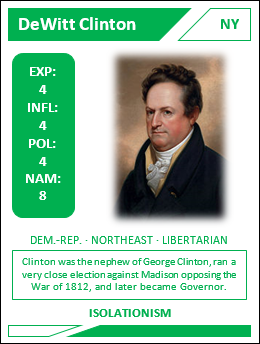 DeWitt Clinton
NY
EXP:
4
INFL:
4
POL:
4
NAM:
8
DEM.-REP. · NORTHEAST · LIBERTARIAN
Clinton was the nephew of George Clinton, ran a
very close election against Madison opposing the
War of 1812, and later became Governor.
ISOLATIONISM